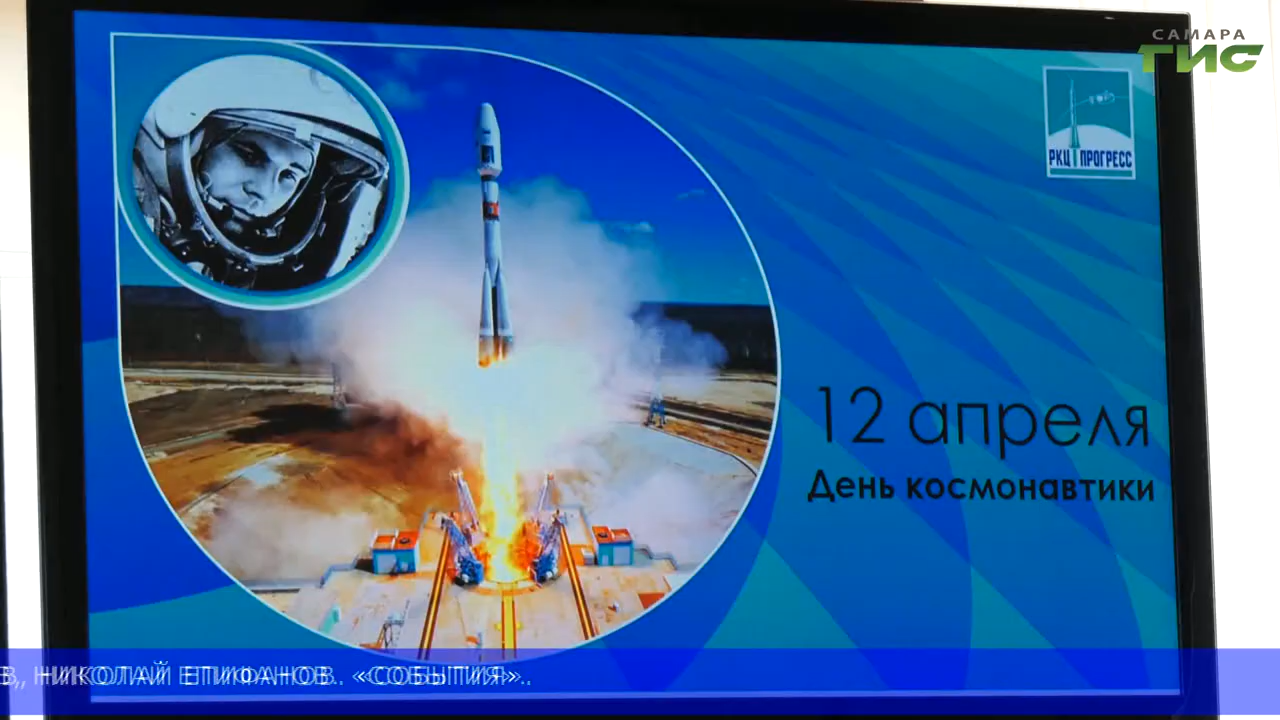 САМАРА
ГИС
РКЦ ПРОГРЕСС
12 апреля
День космонавтики
В, НИКОЛАЙ ЕПИФАНОВ. «СОБЫТИЯ».